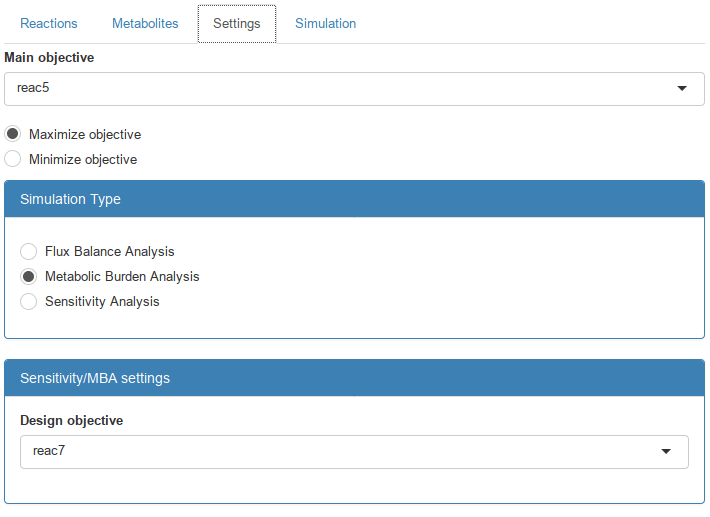 Reactions Metabolites Settings Simulation
Main objective
reac5
Maximize objective
Minimize objective
Simulation Type
Flux Balance Analysis
Metabolic Burden Analysis
Sensitivity Analysis
Sensitivity/MBA settings
Design objective
reac7